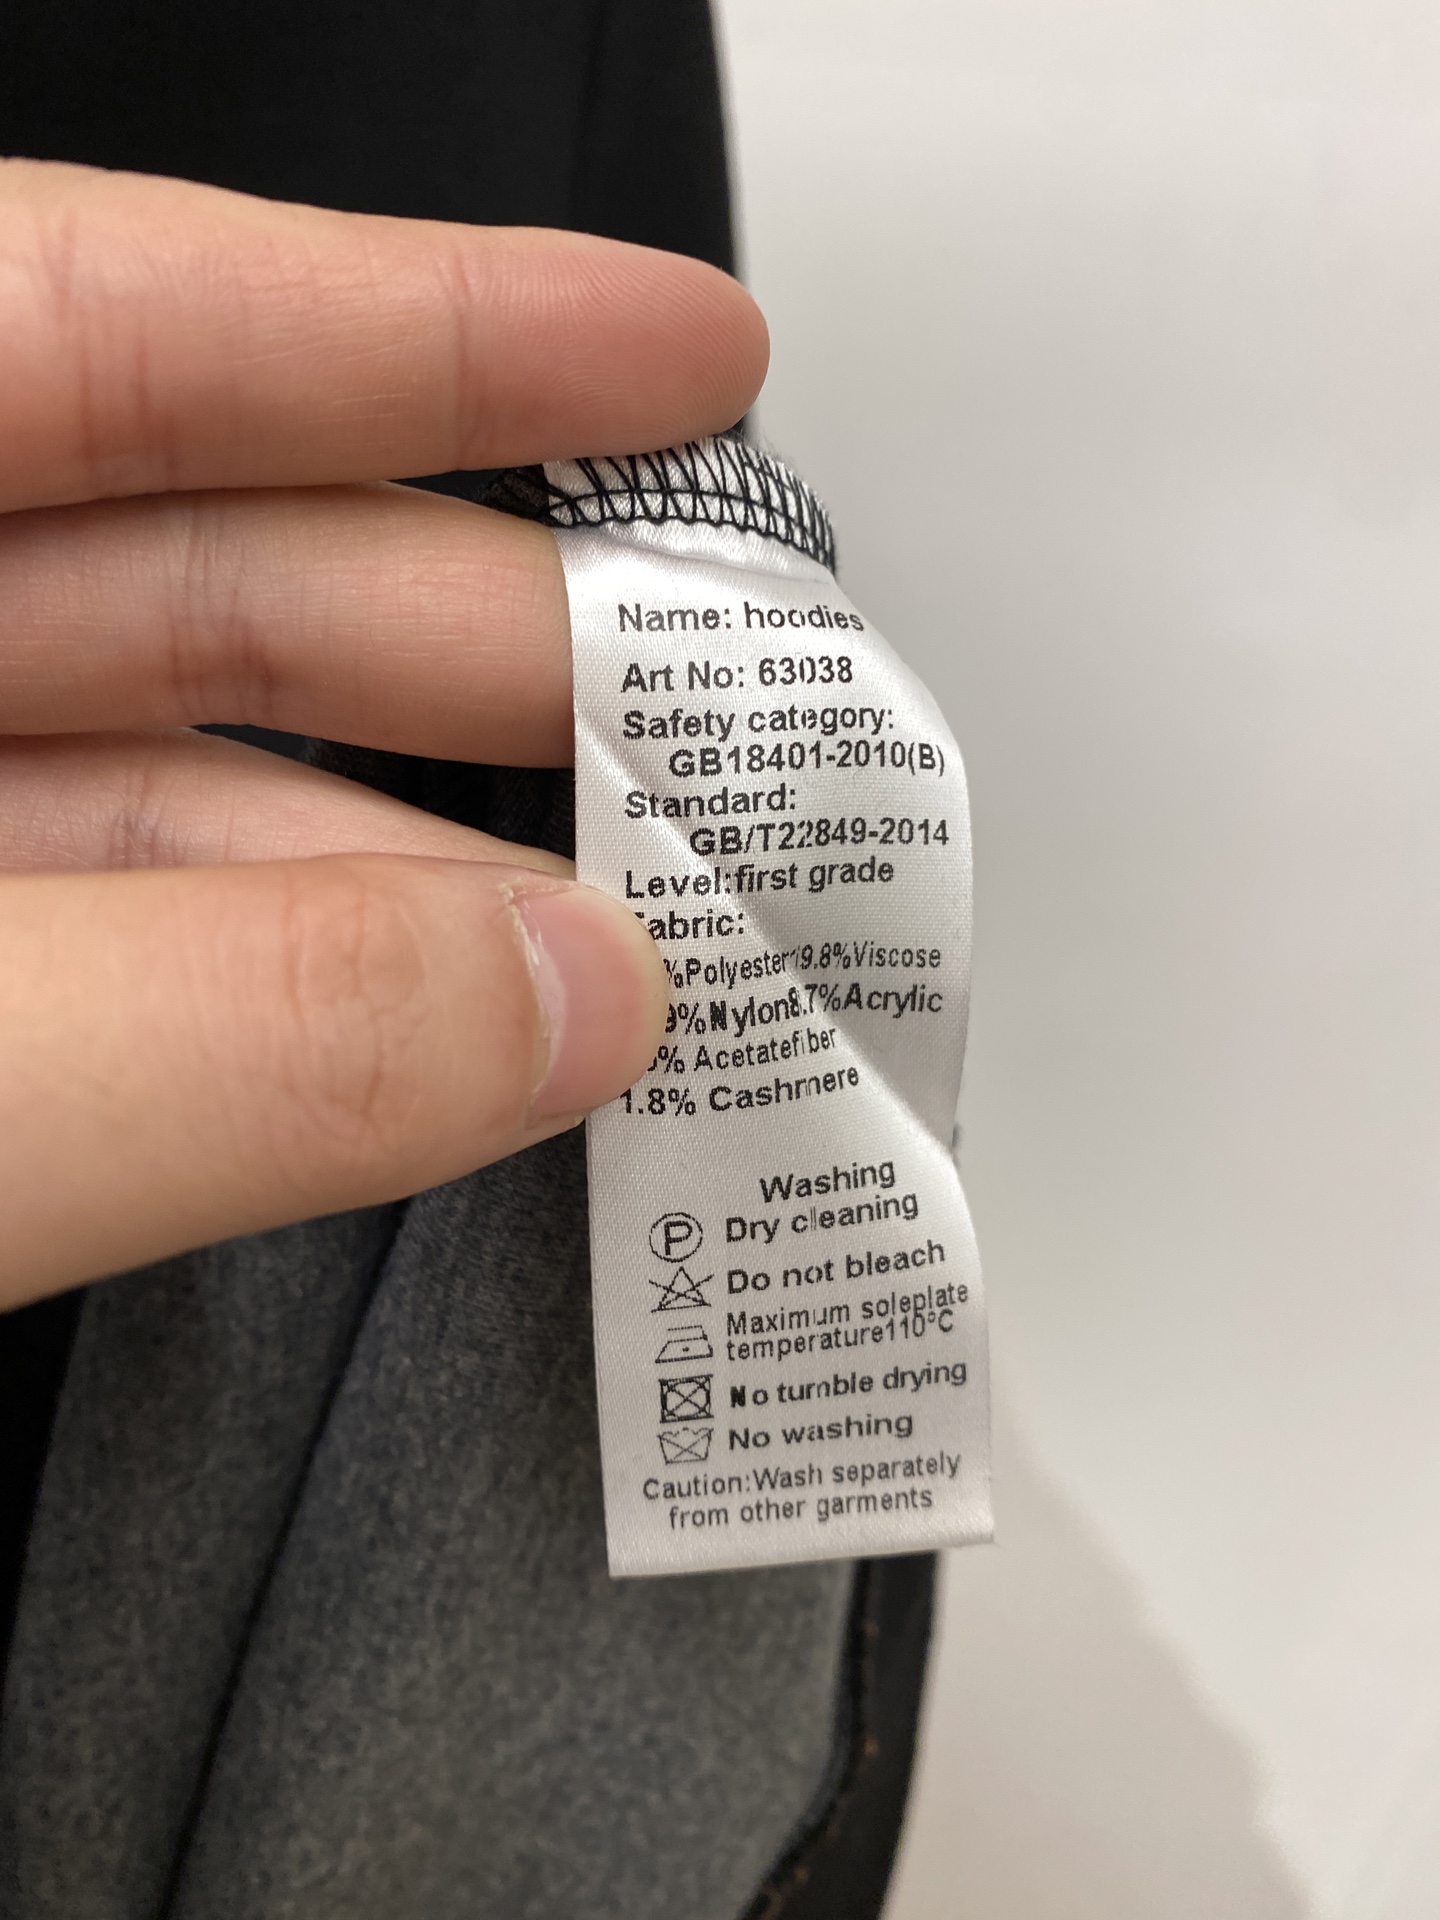 Name: hoodies
Art No: 63038
Safety category:
GB18401-2010(B)
Standard:
GB/T22849-2014
Level:first grade
abric:
%Polyester19.8%Viscose
9%Nylon8.7%Acrylic
% Acetatefiber
1.8% Cashmere
Washing
P Dry cleaning
Do not bleach
Maximum soleplate
temperature110°C
No tumble drying
No washing
Caution:Wash separately
from other garments